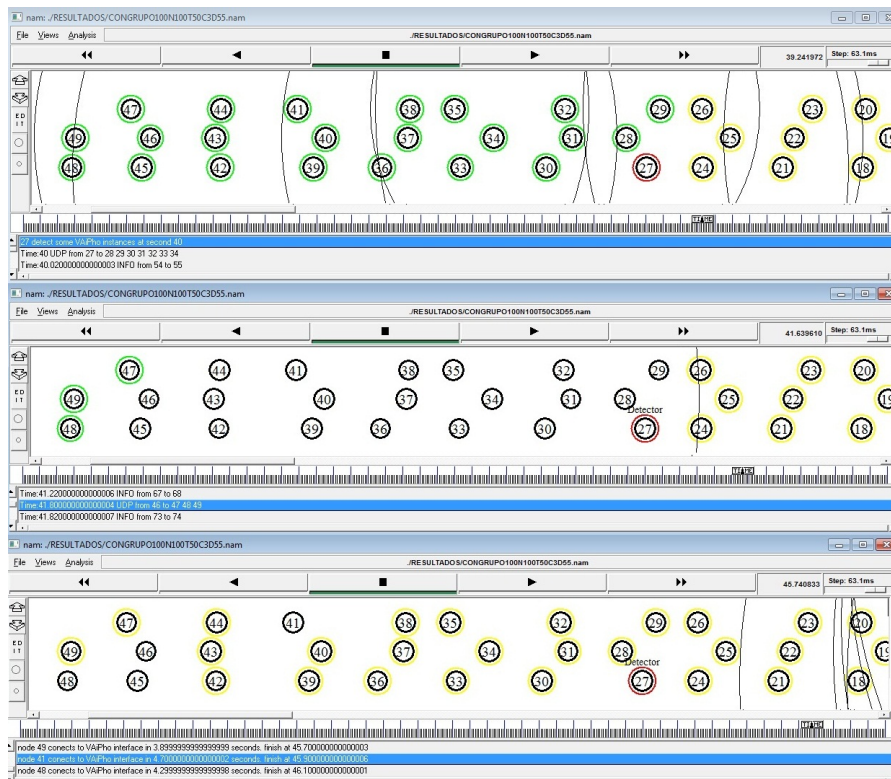 nam: ./RESULTADOS/CONGRUPO100N100T50C3D55.nam
File Views Analysis ./RESULTADOS/CONGRUPO100N100T50C3D55.nam
39.241972 Step: 63.1ms
47 44 41 38 35 32 29 26 23 20
49 46 43 40 37 34 31 28 25 22 19
48 45 42 39 36 33 30 27 24 21 18
E D I T
TIME
27 detect some VAiPho instances at second 40
Time:40 UDP from 27 to 28 29 30 31 32 33 34
Time:40.020000000000003 INFO from 54 to 55
nam: ./RESULTADOS/CONGRUPO100N100T50C3D55.nam
File Views Analysis ./RESULTADOS/CONGRUPO100N100T50C3D55.nam
41.639610 Step: 63.1ms
47 44 41 38 35 32 29 26 23 20
49 46 43 40 37 34 31 28 25 22 19
Detector
48 45 42 39 36 33 30 27 24 21 18
E D I T
TIME
Time:41.220000000000006 INFO from 67 to 68
Time:41.800000000000004 UDP from 46 to 47 48 49
Time:41.820000000000007 INFO from 73 to 74
nam: ./RESULTADOS/CONGRUPO100N100T50C3D55.nam
File Views Analysis ./RESULTADOS/CONGRUPO100N100T50C3D55.nam
45.740833 Step: 63.1ms
47 44 41 38 35 32 29 26 23 20
49 46 43 40 37 34 31 28 25 22 19
Detector
48 45 42 39 36 33 30 27 24 21 18
E D I T
TIME
node 49 conects to VAiPho interface in 3.8999999999999999 seconds. finish at 45.700000000000003
node 41 conects to VAiPho interface in 4.7000000000000002 seconds. finish at 45.900000000000006
node 48 conects to VAiPho interface in 4.2999999999999998 seconds. finish at 46.100000000000001